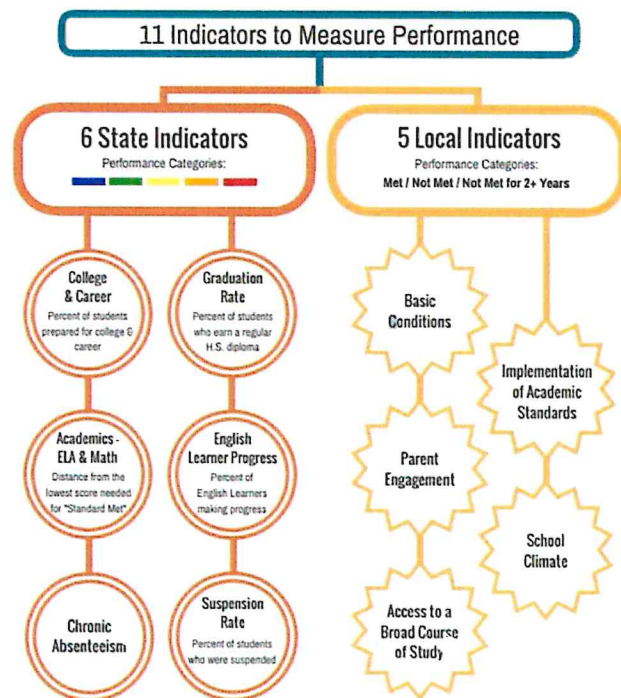 11 Indicators to Measure Performance
6 State Indicators
Performance Categories:
5 Local Indicators
Performance Categories:
Met / Not Met / Not Met for 2+ Years
College
& Career
Percent of students
prepared for college &
career
Graduation
Rate
Percent of students
who earn a regular
H.S. diploma
Academics -
ELA & Math
Distance from the
lowest score needed
for "Standard Met"
English
Learner Progress
Percent of
English Learners
making progress
Chronic
Absenteeism
Suspension
Rate
Percent of students
who were suspended
Basic
Conditions
Implementation
of Academic
Standards
Parent
Engagement
School
Climate
Access to a
Broad Course
of Study